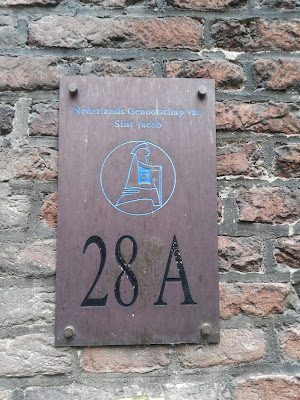 Nederlands Genootschap van
Sint Jacob
28 A